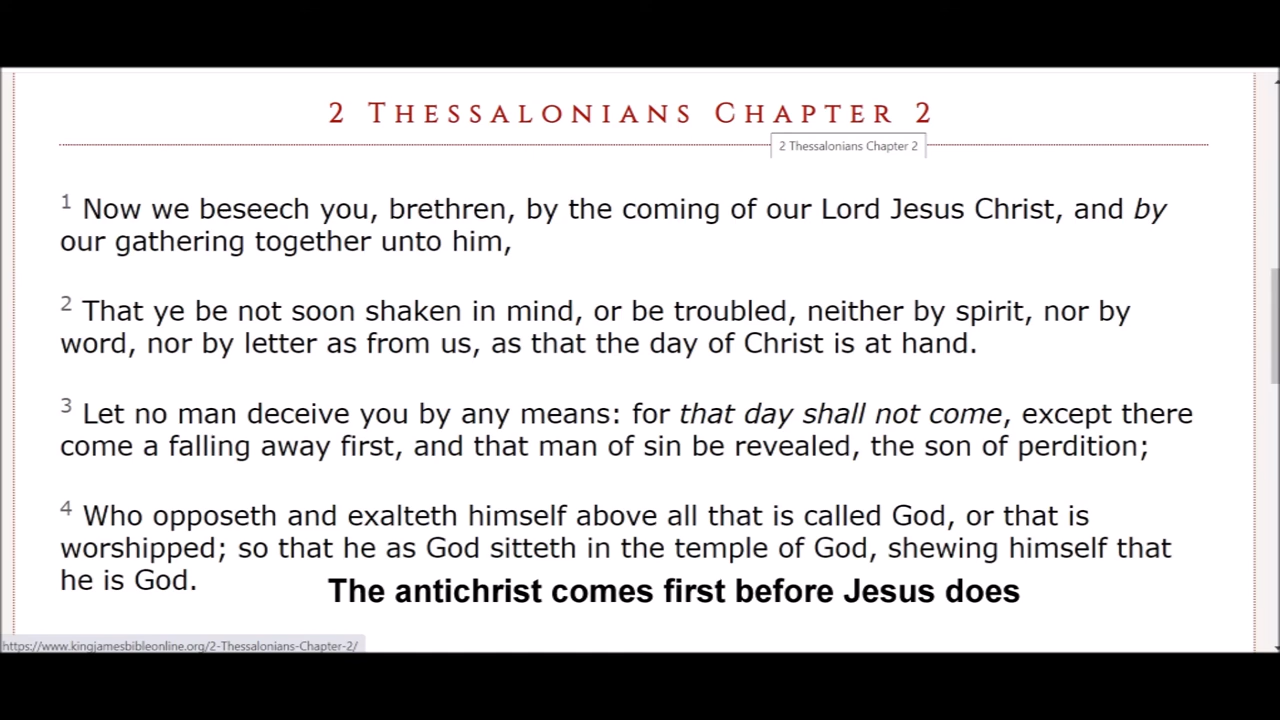 2 Thessalonians Chapter 2
2 Thessalonians Chapter 2
1 Now we beseech you, brethren, by the coming of our Lord Jesus Christ, and by
our gathering together unto him,
2 That ye be not soon shaken in mind, or be troubled, neither by spirit, nor by
word, nor by letter as from us, as that the day of Christ is at hand.
3 Let no man deceive you by any means: for that day shall not come, except there
come a falling away first, and that man of sin be revealed, the son of perdition;
4 Who opposeth and exalteth himself above all that is called God, or that is
worshipped; so that he as God sitteth in the temple of God, shewing himself that
he is God.
The antichrist comes first before Jesus does
https://www.kingjamesbibleonline.org/2-Thessalonians-Chapter-2/